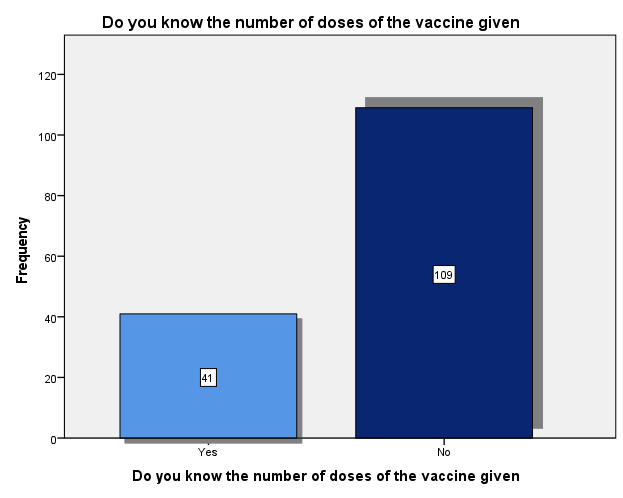 Do you know the number of doses of the vaccine given
120
100
80
60
40
20
0
Frequency
41
109
Yes
No
Do you know the number of doses of the vaccine given